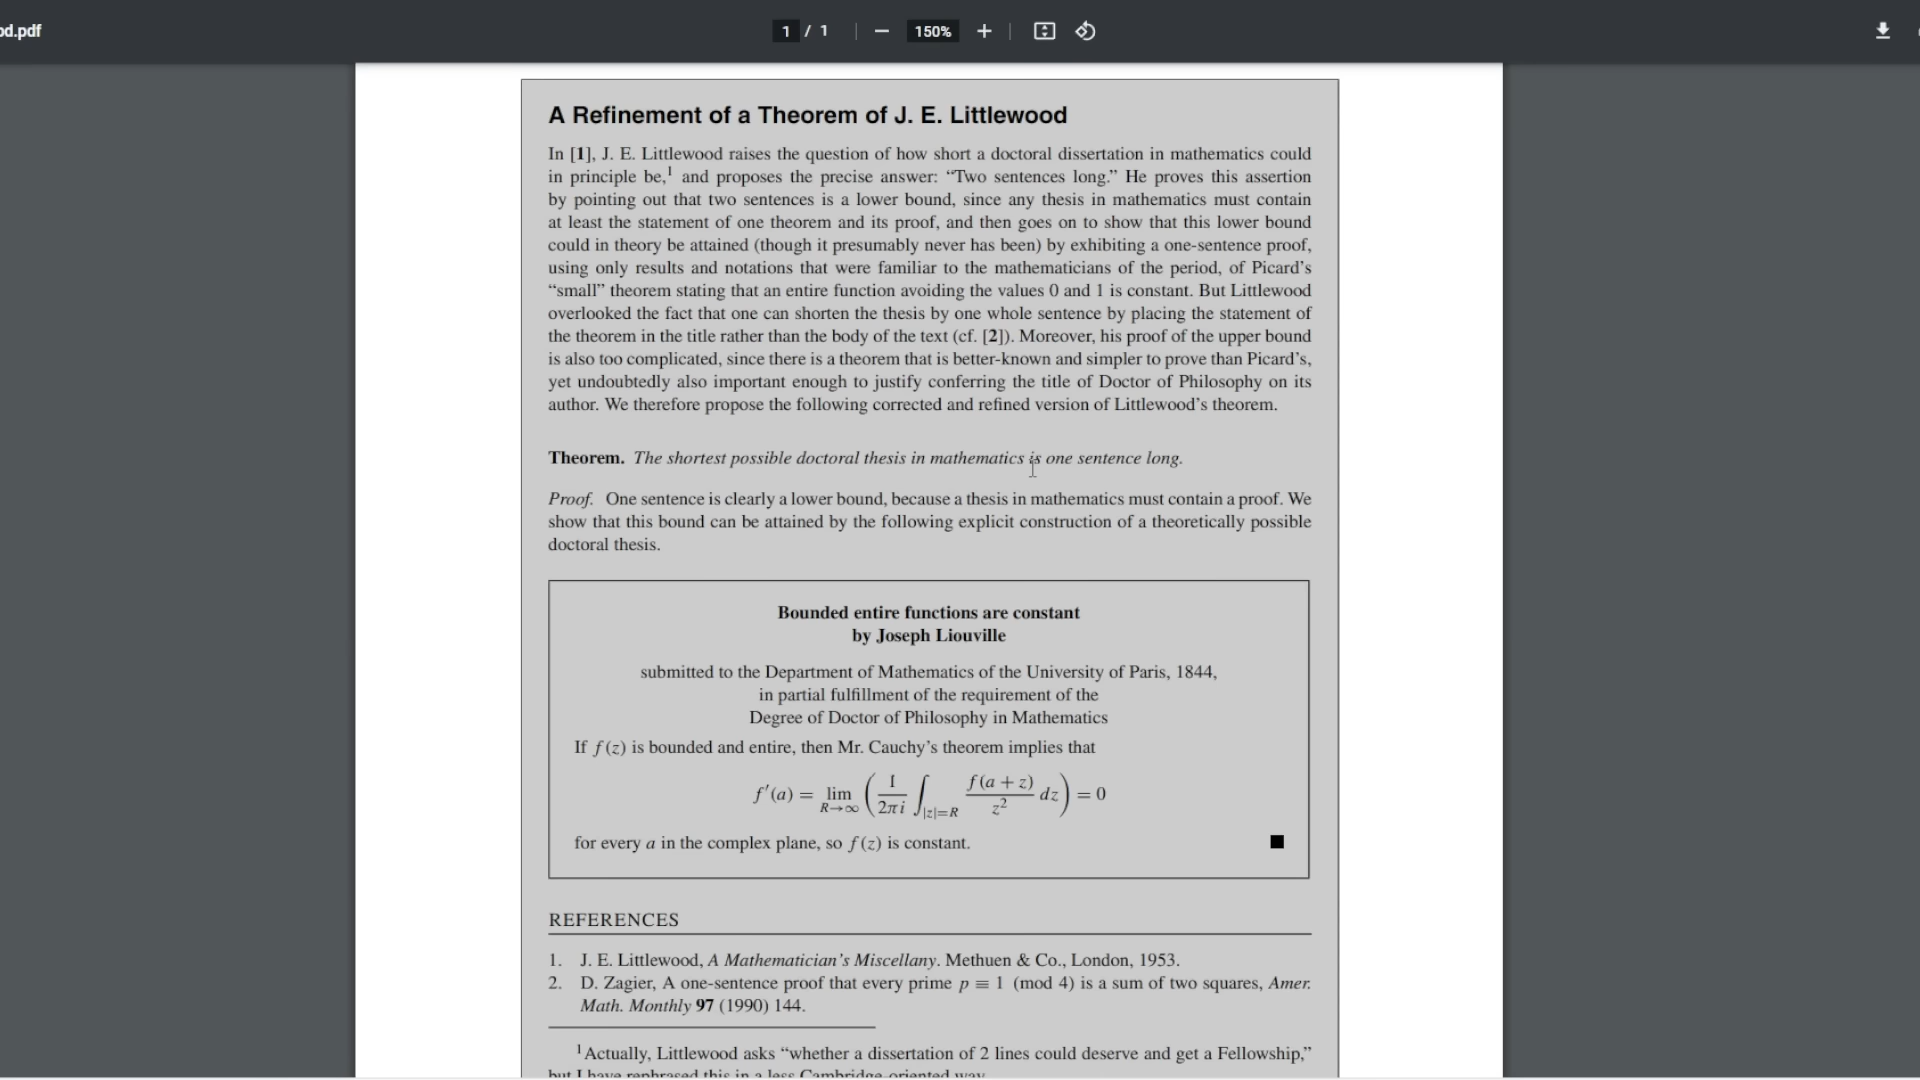 od.pdf
1 / 1
150%
A Refinement of a Theorem of J. E. Littlewood
In [1], J. E. Littlewood raises the question of how short a doctoral dissertation in mathematics could
in principle be,¹ and proposes the precise answer: “Two sentences long.” He proves this assertion
by pointing out that two sentences is a lower bound, since any thesis in mathematics must contain
at least the statement of one theorem and its proof, and then goes on to show that this lower bound
could in theory be attained (though it presumably never has been) by exhibiting a one-sentence proof,
using only results and notations that were familiar to the mathematicians of the period, of Picard’s
“small” theorem stating that an entire function avoiding the values 0 and 1 is constant. But Littlewood
overlooked the fact that one can shorten the thesis by one whole sentence by placing the statement of
the theorem in the title rather than the body of the text (cf. [2]). Moreover, his proof of the upper bound
is also too complicated, since there is a theorem that is better-known and simpler to prove than Picard’s,
yet undoubtedly also important enough to justify conferring the title of Doctor of Philosophy on its
author. We therefore propose the following corrected and refined version of Littlewood’s theorem.
Theorem. The shortest possible doctoral thesis in mathematics is one sentence long.
Proof. One sentence is clearly a lower bound, because a thesis in mathematics must contain a proof. We
show that this bound can be attained by the following explicit construction of a theoretically possible
doctoral thesis.
Bounded entire functions are constant
by Joseph Liouville
submitted to the Department of Mathematics of the University of Paris, 1844,
in partial fulfillment of the requirement of the
Degree of Doctor of Philosophy in Mathematics
If f(z) is bounded and entire, then Mr. Cauchy’s theorem implies that
f′(a) = lim R→∞ ( 1/2πi ∫|z|=R f(a + z)/z² dz ) = 0
for every a in the complex plane, so f(z) is constant. ■
REFERENCES
1. J. E. Littlewood, A Mathematician’s Miscellany. Methuen & Co., London, 1953.
2. D. Zagier, A one-sentence proof that every prime p ≡ 1 (mod 4) is a sum of two squares, Amer.
Math. Monthly 97 (1990) 144.
¹Actually, Littlewood asks “whether a dissertation of 2 lines could deserve and get a Fellowship,”
but I have rephrased this in a less Cambridge-oriented way.